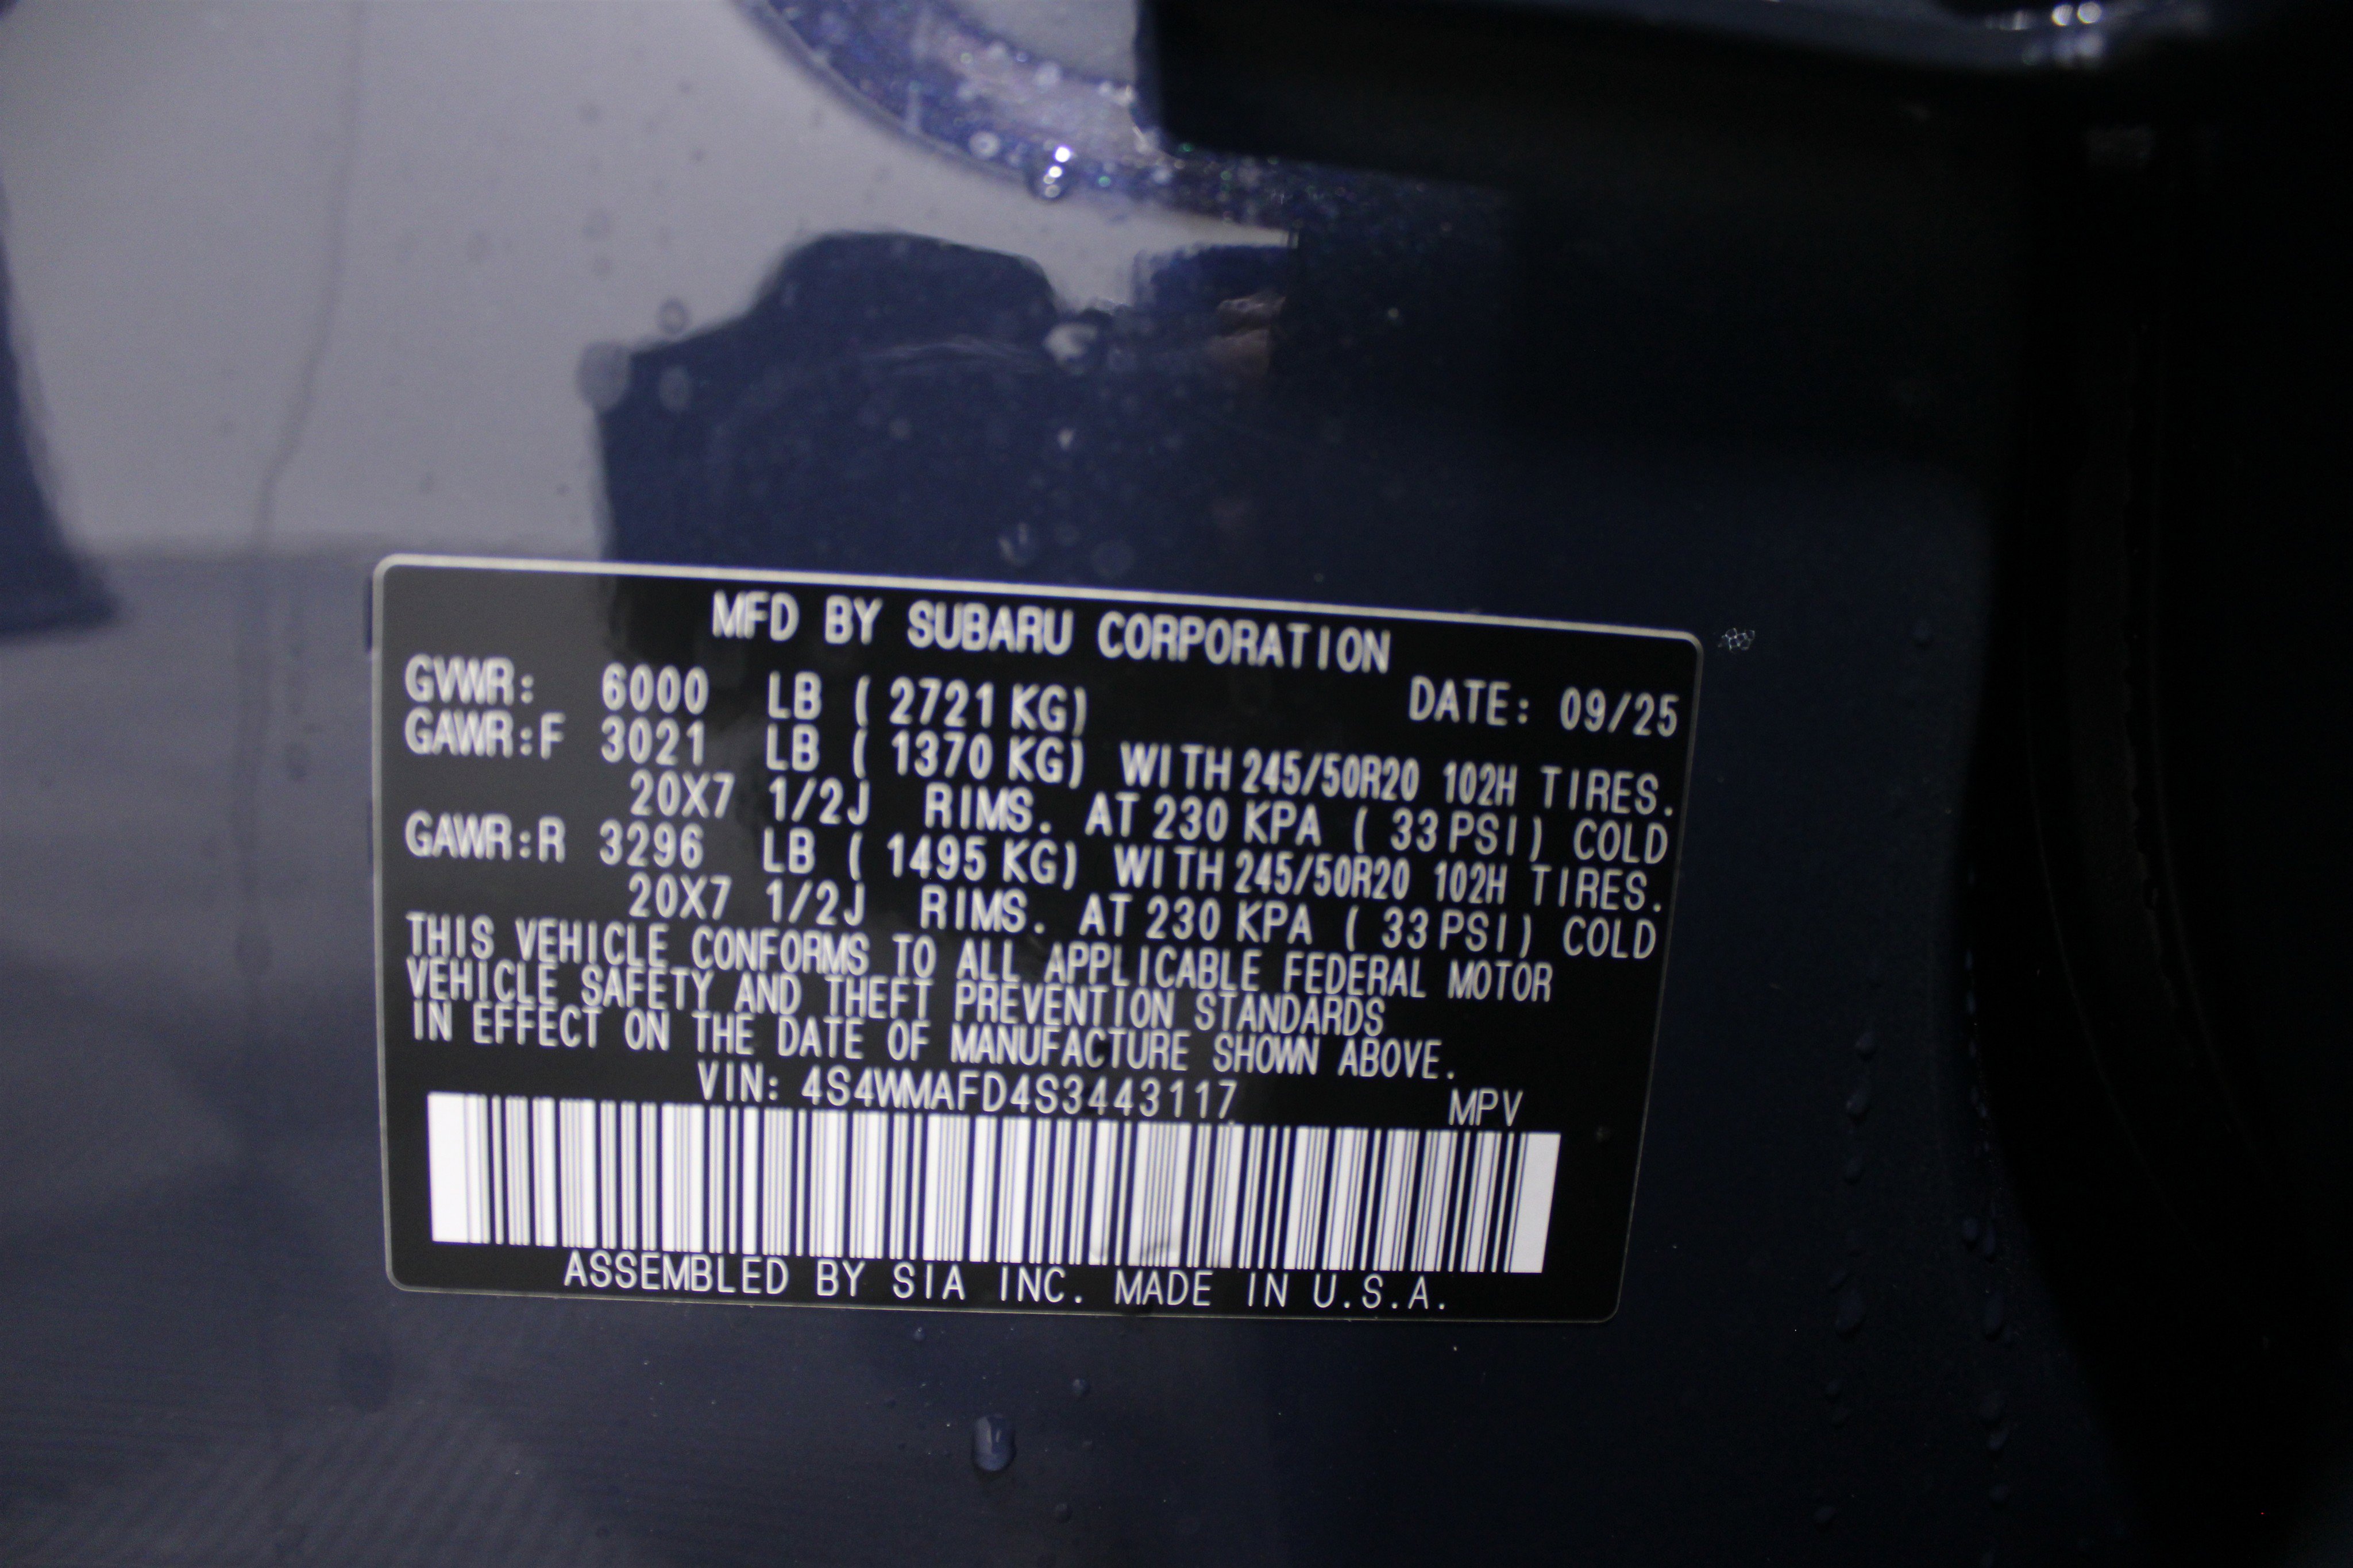 MFD BY SUBARU CORPORATION
GVWR: 6000 LB ( 2721 KG) DATE: 09/25
GAWR:F 3021 LB ( 1370 KG) WITH 245/50R20 102H TIRES.
20X7 1/2J RIMS. AT 230 KPA ( 33 PSI) COLD
GAWR:R 3296 LB ( 1495 KG) WITH 245/50R20 102H TIRES.
20X7 1/2J RIMS. AT 230 KPA ( 33 PSI) COLD
THIS VEHICLE CONFORMS TO ALL APPLICABLE FEDERAL MOTOR
VEHICLE SAFETY AND THEFT PREVENTION STANDARDS
IN EFFECT ON THE DATE OF MANUFACTURE SHOWN ABOVE.
VIN: 4S4WMAFD4S3443117 MPV
ASSEMBLED BY SIA INC. MADE IN U.S.A.